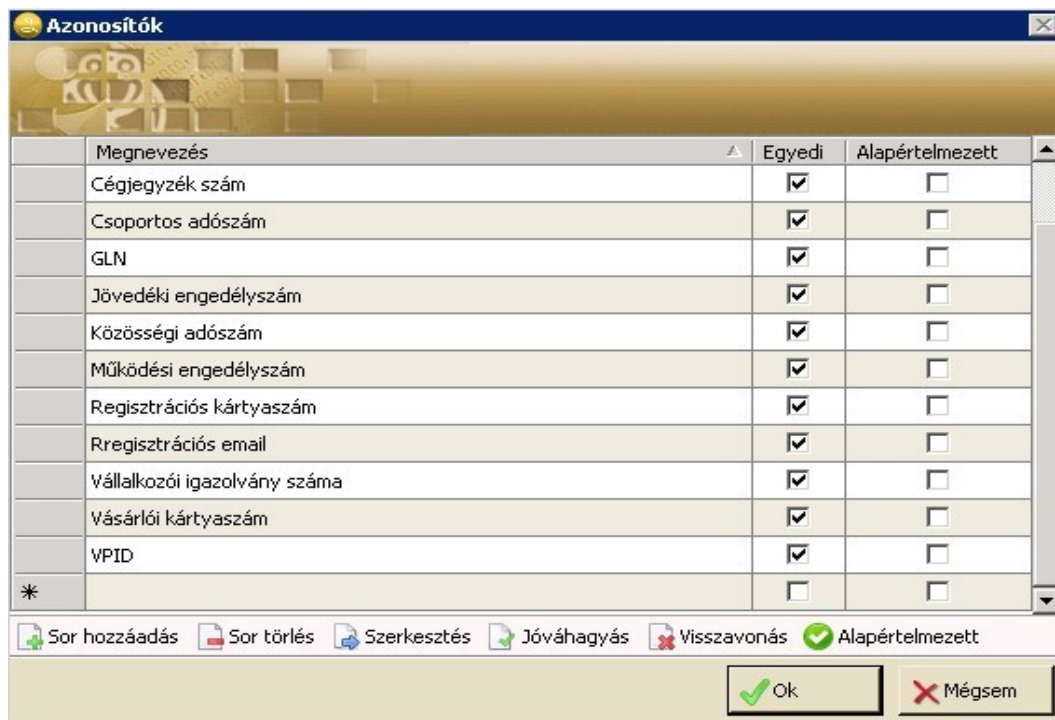 Azonosítók
Megnevezés Egyedi Alapértelmezett
Cégjegyzék szám
Csoportos adószám
GLN
Jövedéki engedélyszám
Közösségi adószám
Működési engedélyszám
Regisztrációs kártyaszám
Rregisztrációs email
Vállalkozói igazolvány száma
Vásárlói kártyaszám
VPID
Sor hozzáadás Sor törlés Szerkesztés Jóváhagyás Visszavonás Alapértelmezett
Ok Mégsem